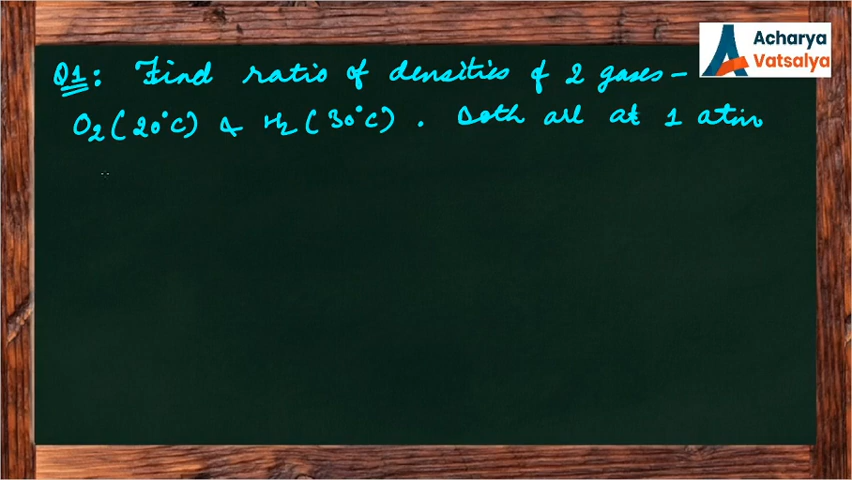 Acharya
Vatsalya
Q1: Find ratio of densities of 2 gases -
O₂ (20°C) & H₂ (30°C). Both are at 1 atm